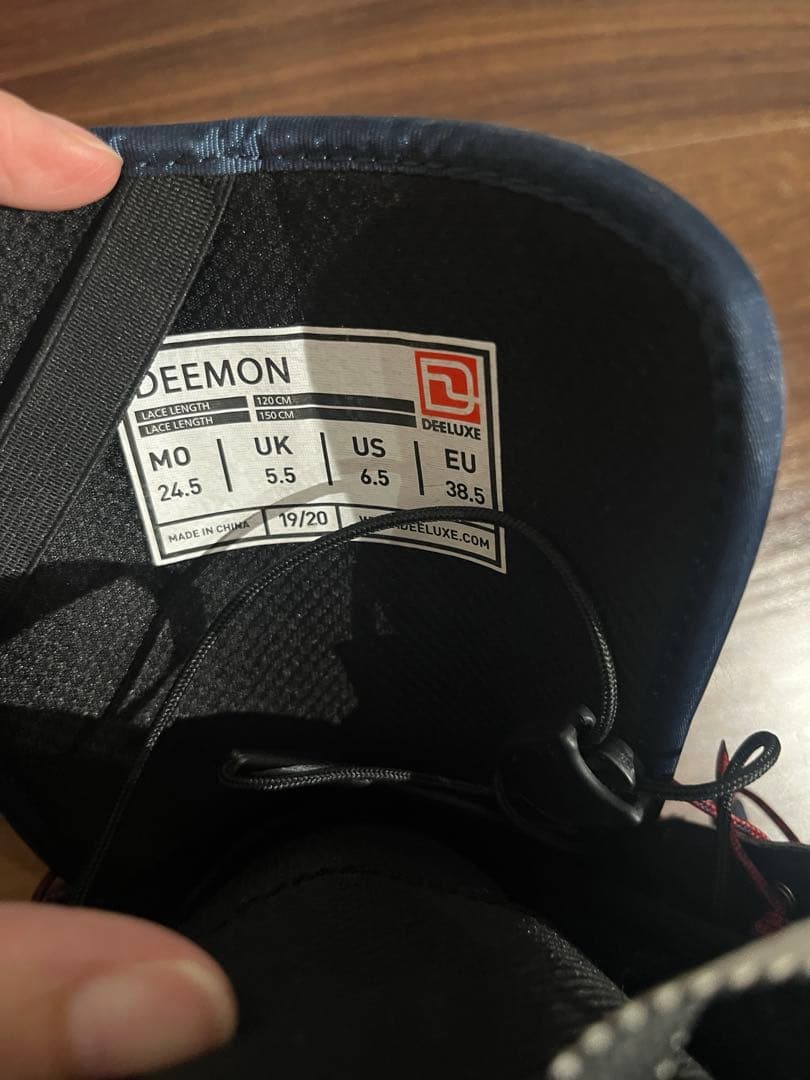 DEEMON
LACE LENGTH 120 CM
LACE LENGTH 150 CM
DEELUXE
MO UK US EU
24.5 5.5 6.5 38.5
MADE IN CHINA 19/20 DEELUXE.COM